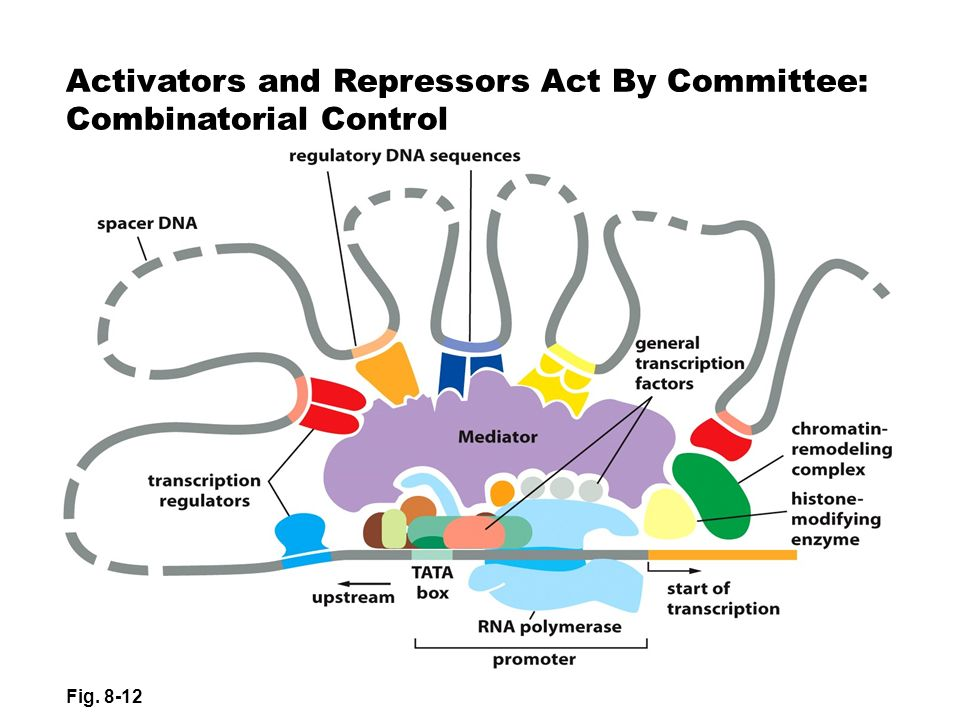 Activators and Repressors Act By Committee:
Combinatorial Control
regulatory DNA sequences
spacer DNA
general
transcription
factors
Mediator
chromatin-
remodeling
complex
transcription
regulators
histone-
modifying
enzyme
upstream
TATA
box
start of
transcription
RNA polymerase
promoter
Fig. 8-12